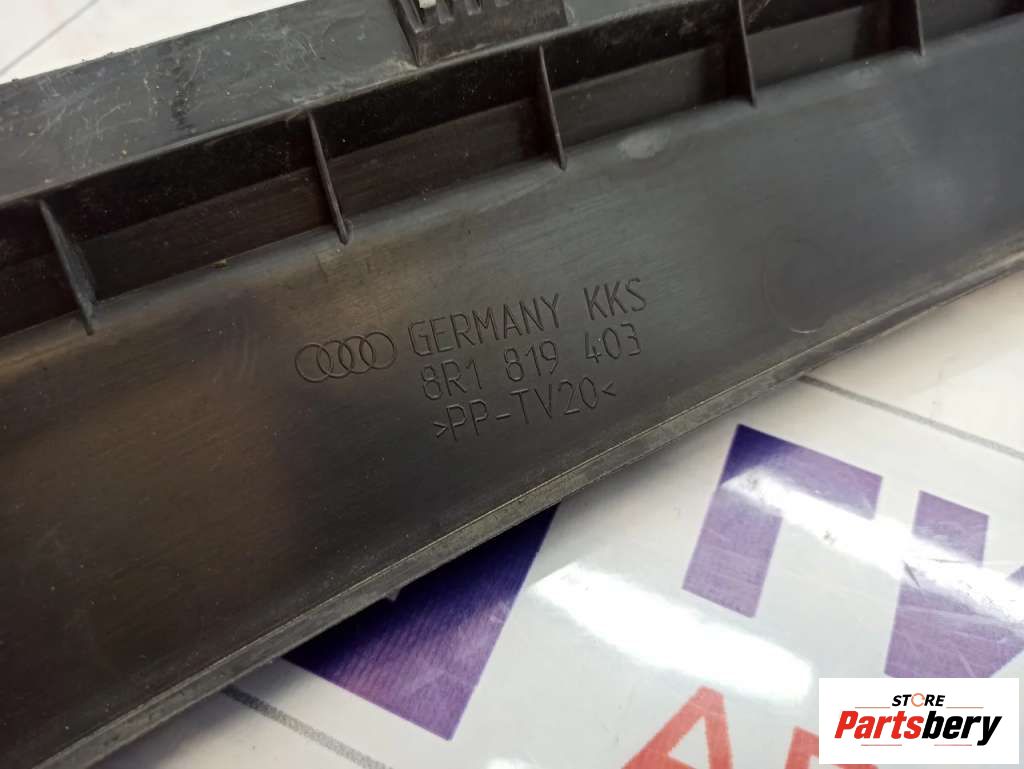 GERMANY KKS
8R1 819 403
>PP-TV20<
STORE
Partsbery